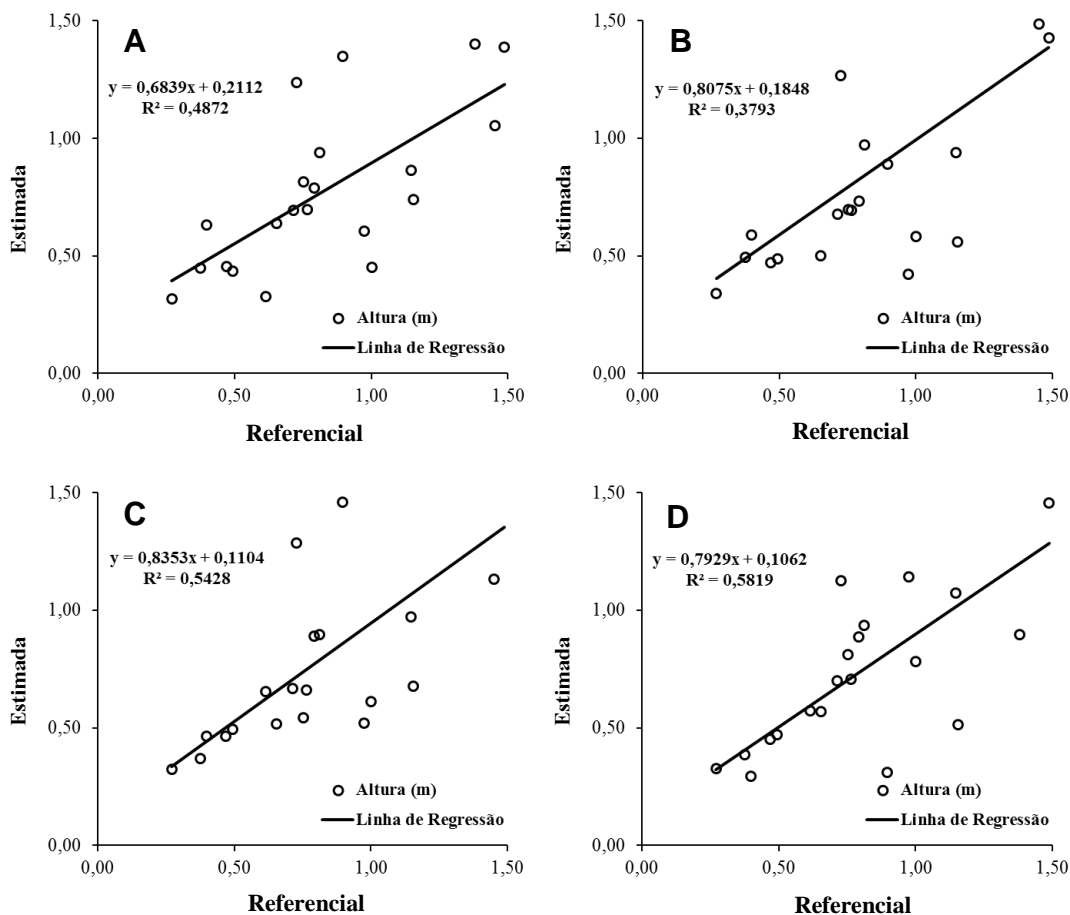 A
y = 0,6839x + 0,2112
R² = 0,4872
1,50
1,00
0,50
0,00
Estimada
Altura (m)
Linha de Regressão
0,00 0,50 1,00 1,50
Referencial
B
y = 0,8075x + 0,1848
R² = 0,3793
1,50
1,00
0,50
0,00
Estimada
Altura (m)
Linha de Regressão
0,00 0,50 1,00 1,50
Referencial
C
y = 0,8353x + 0,1104
R² = 0,5428
1,50
1,00
0,50
0,00
Estimada
Altura (m)
Linha de Regressão
0,00 0,50 1,00 1,50
Referencial
D
y = 0,7929x + 0,1062
R² = 0,5819
1,50
1,00
0,50
0,00
Estimada
Altura (m)
Linha de Regressão
0,00 0,50 1,00 1,50
Referencial